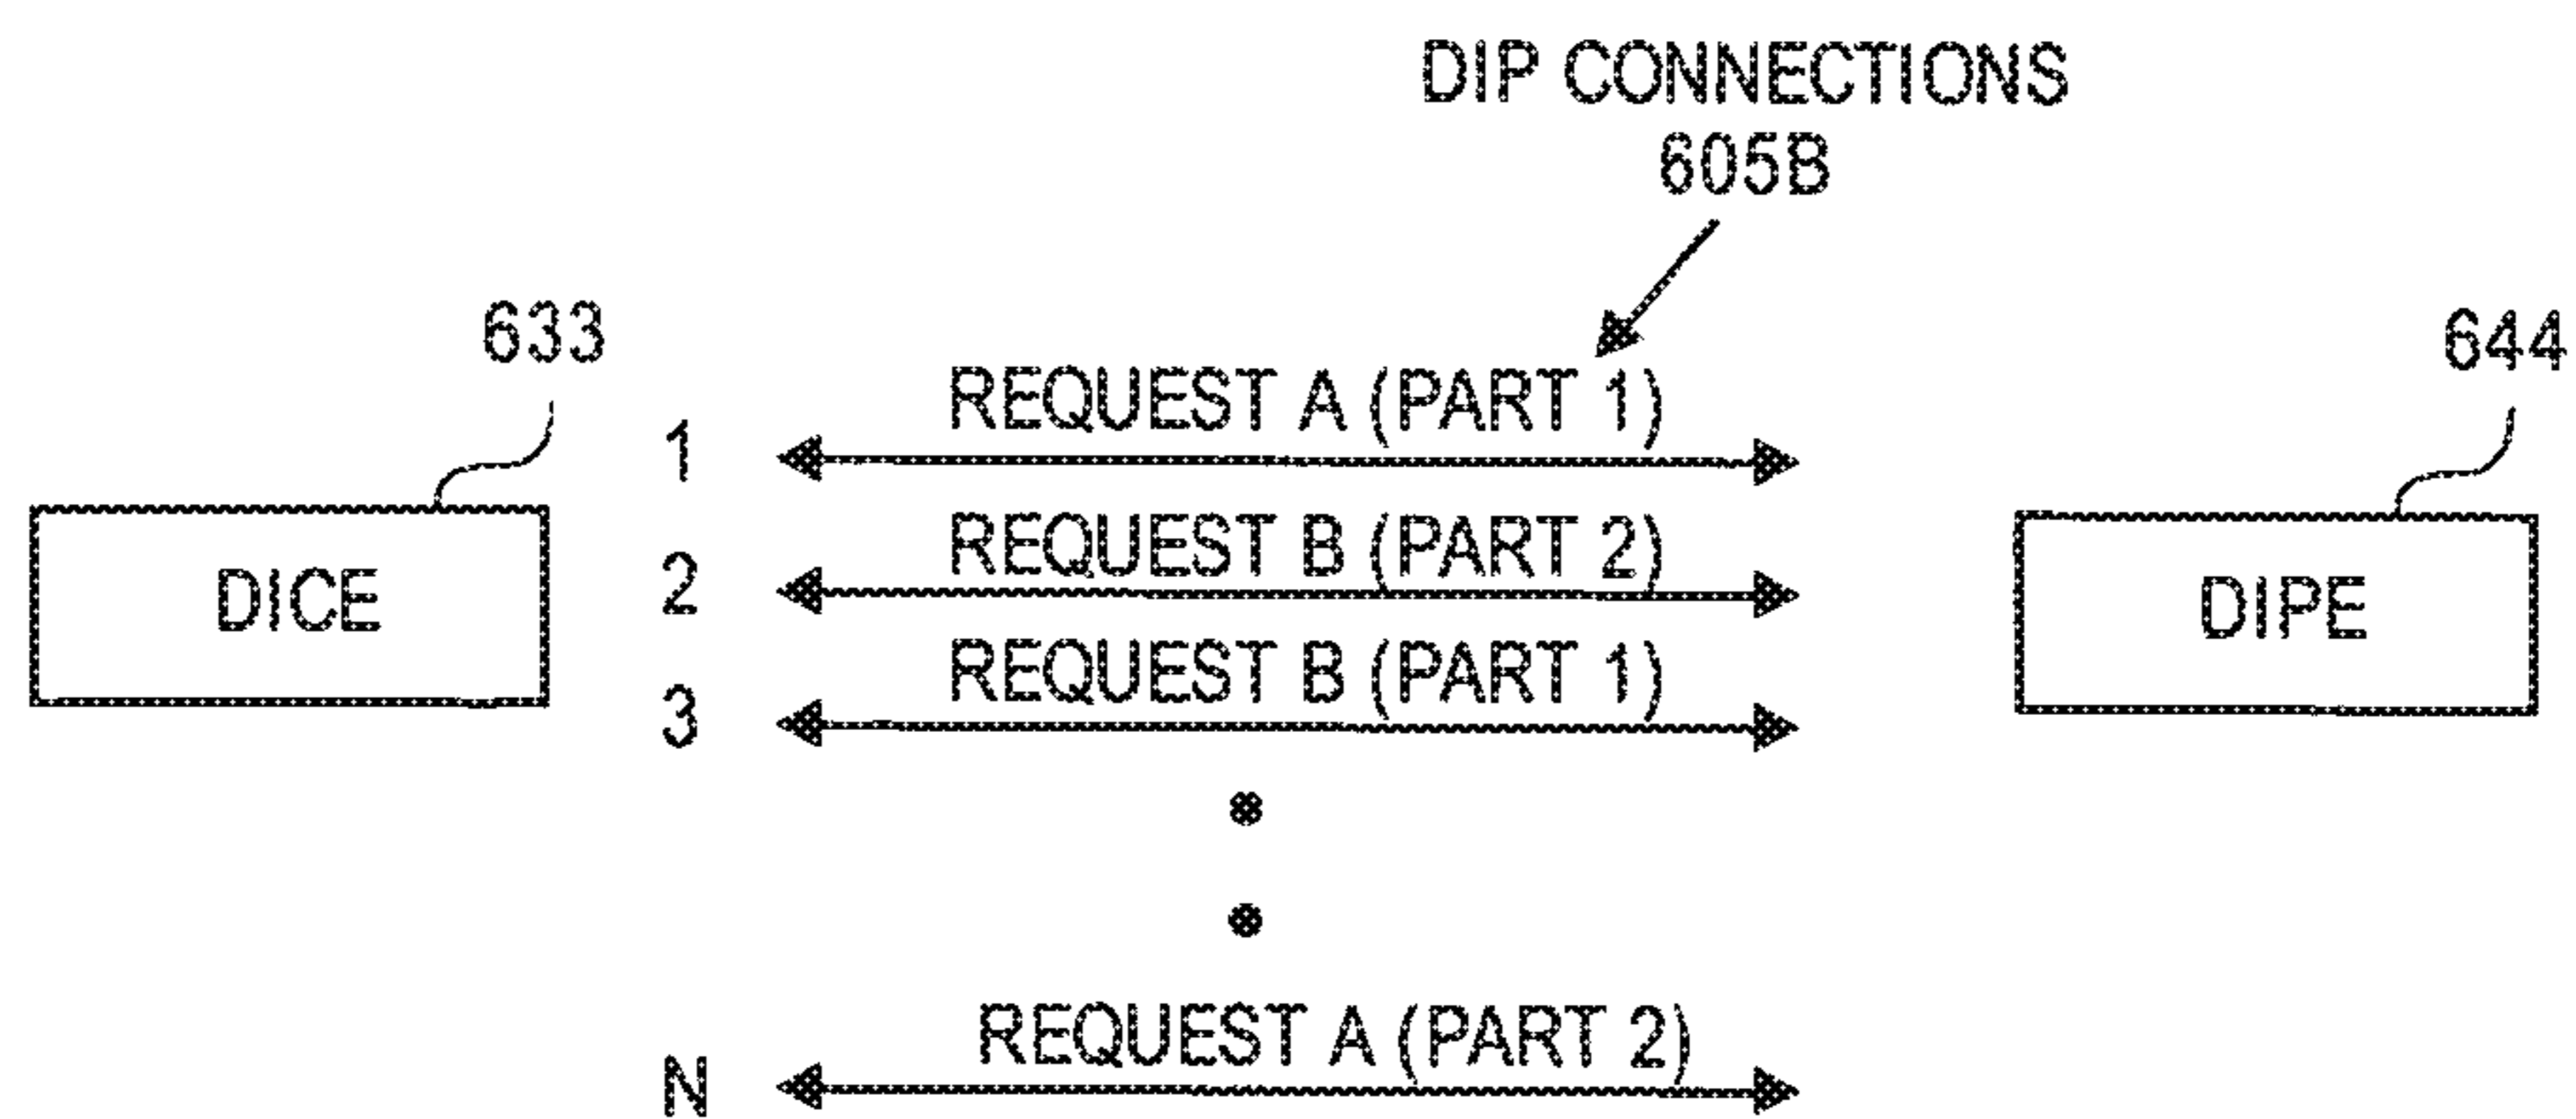 DIP CONNECTIONS
605B
633
644
REQUEST A (PART 1)
1
REQUEST B (PART 2)
2
DICE
DIPE
REQUEST B (PART 1)
3
REQUEST A (PART 2)
N